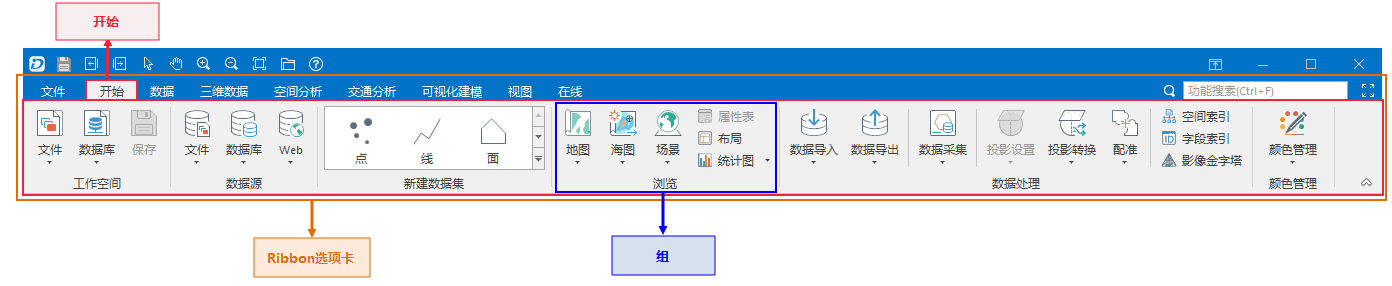 开始
文件 开始 数据 三维数据 空间分析 交通分析 可视化建模 视图 在线 功能搜索(Ctrl+F)
文件 数据库 保存
工作空间
文件 数据库 Web
数据源
点 线 面
新建数据集
地图 海图 场景
属性表
布局
统计图
浏览
数据导入 数据导出 数据采集 投影设置 投影转换 配准
空间索引
字段索引
影像金字塔
数据处理
颜色管理
颜色管理
Ribbon选项卡
组